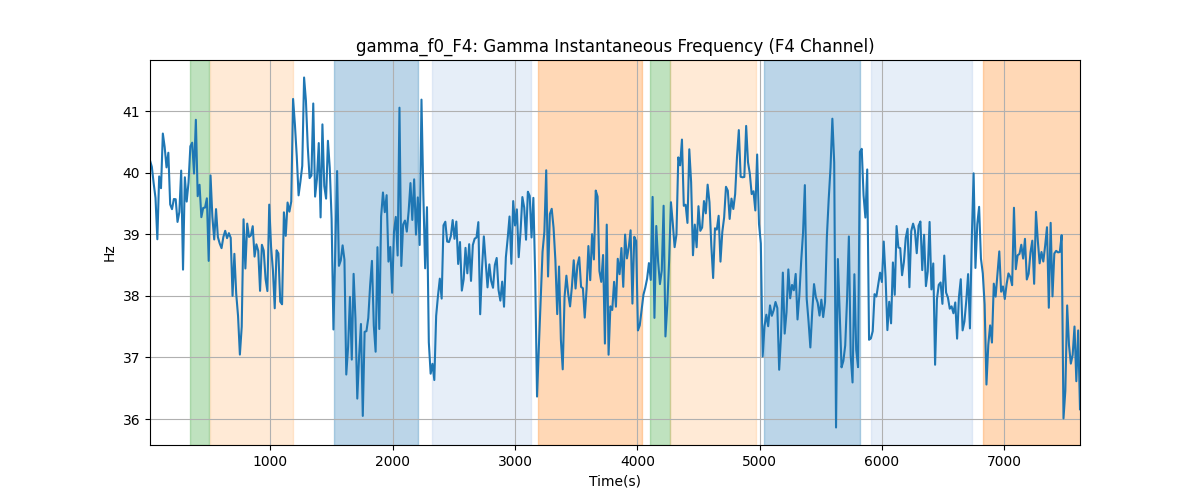 gamma_f0_F4: Gamma Instantaneous Frequency (F4 Channel)
Hz
41
40
39
38
37
36
1000 2000 3000 4000 5000 6000 7000
Time(s)